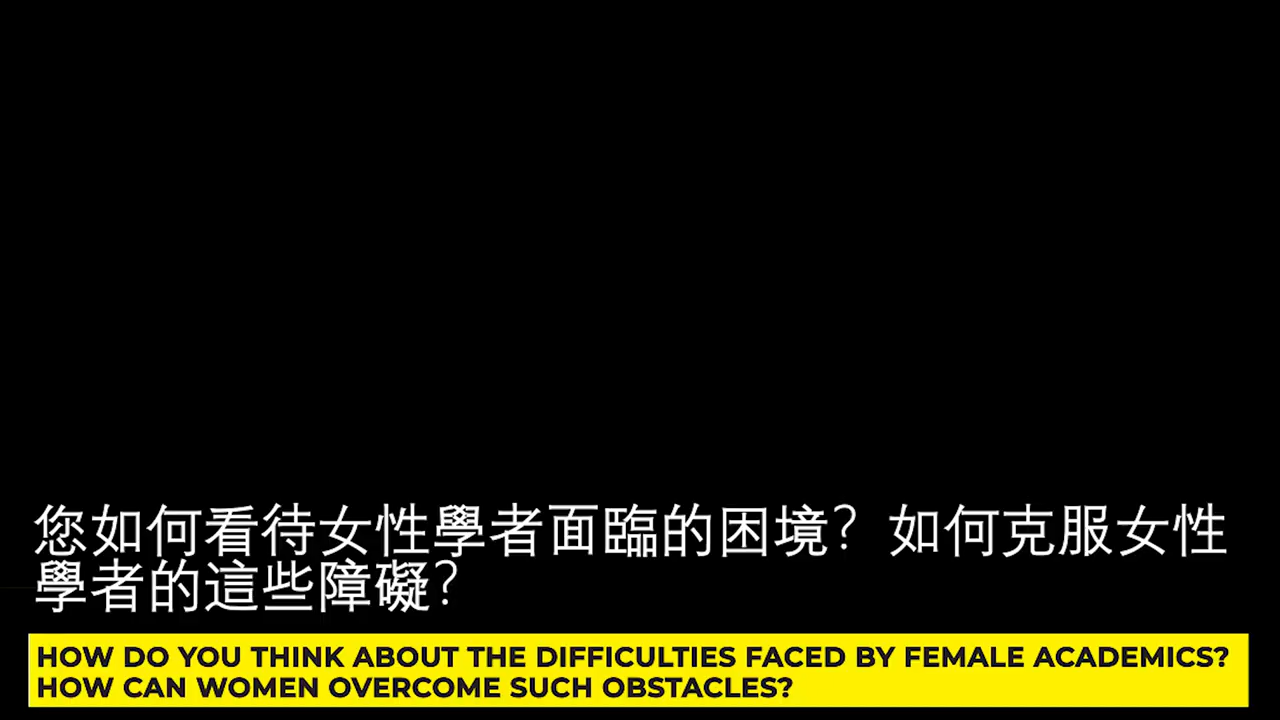 您如何看待女性學者面臨的困境？如何克服女性
學者的這些障礙？
HOW DO YOU THINK ABOUT THE DIFFICULTIES FACED BY FEMALE ACADEMICS?
HOW CAN WOMEN OVERCOME SUCH OBSTACLES?